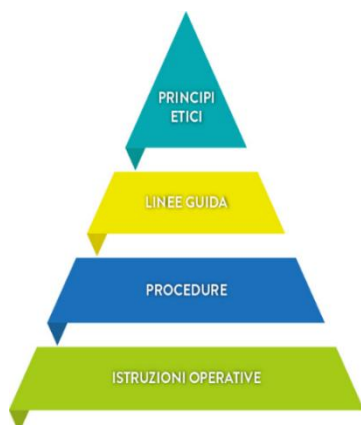 PRINCIPI
ETICI
LINEE GUIDA
PROCEDURE
ISTRUZIONI OPERATIVE